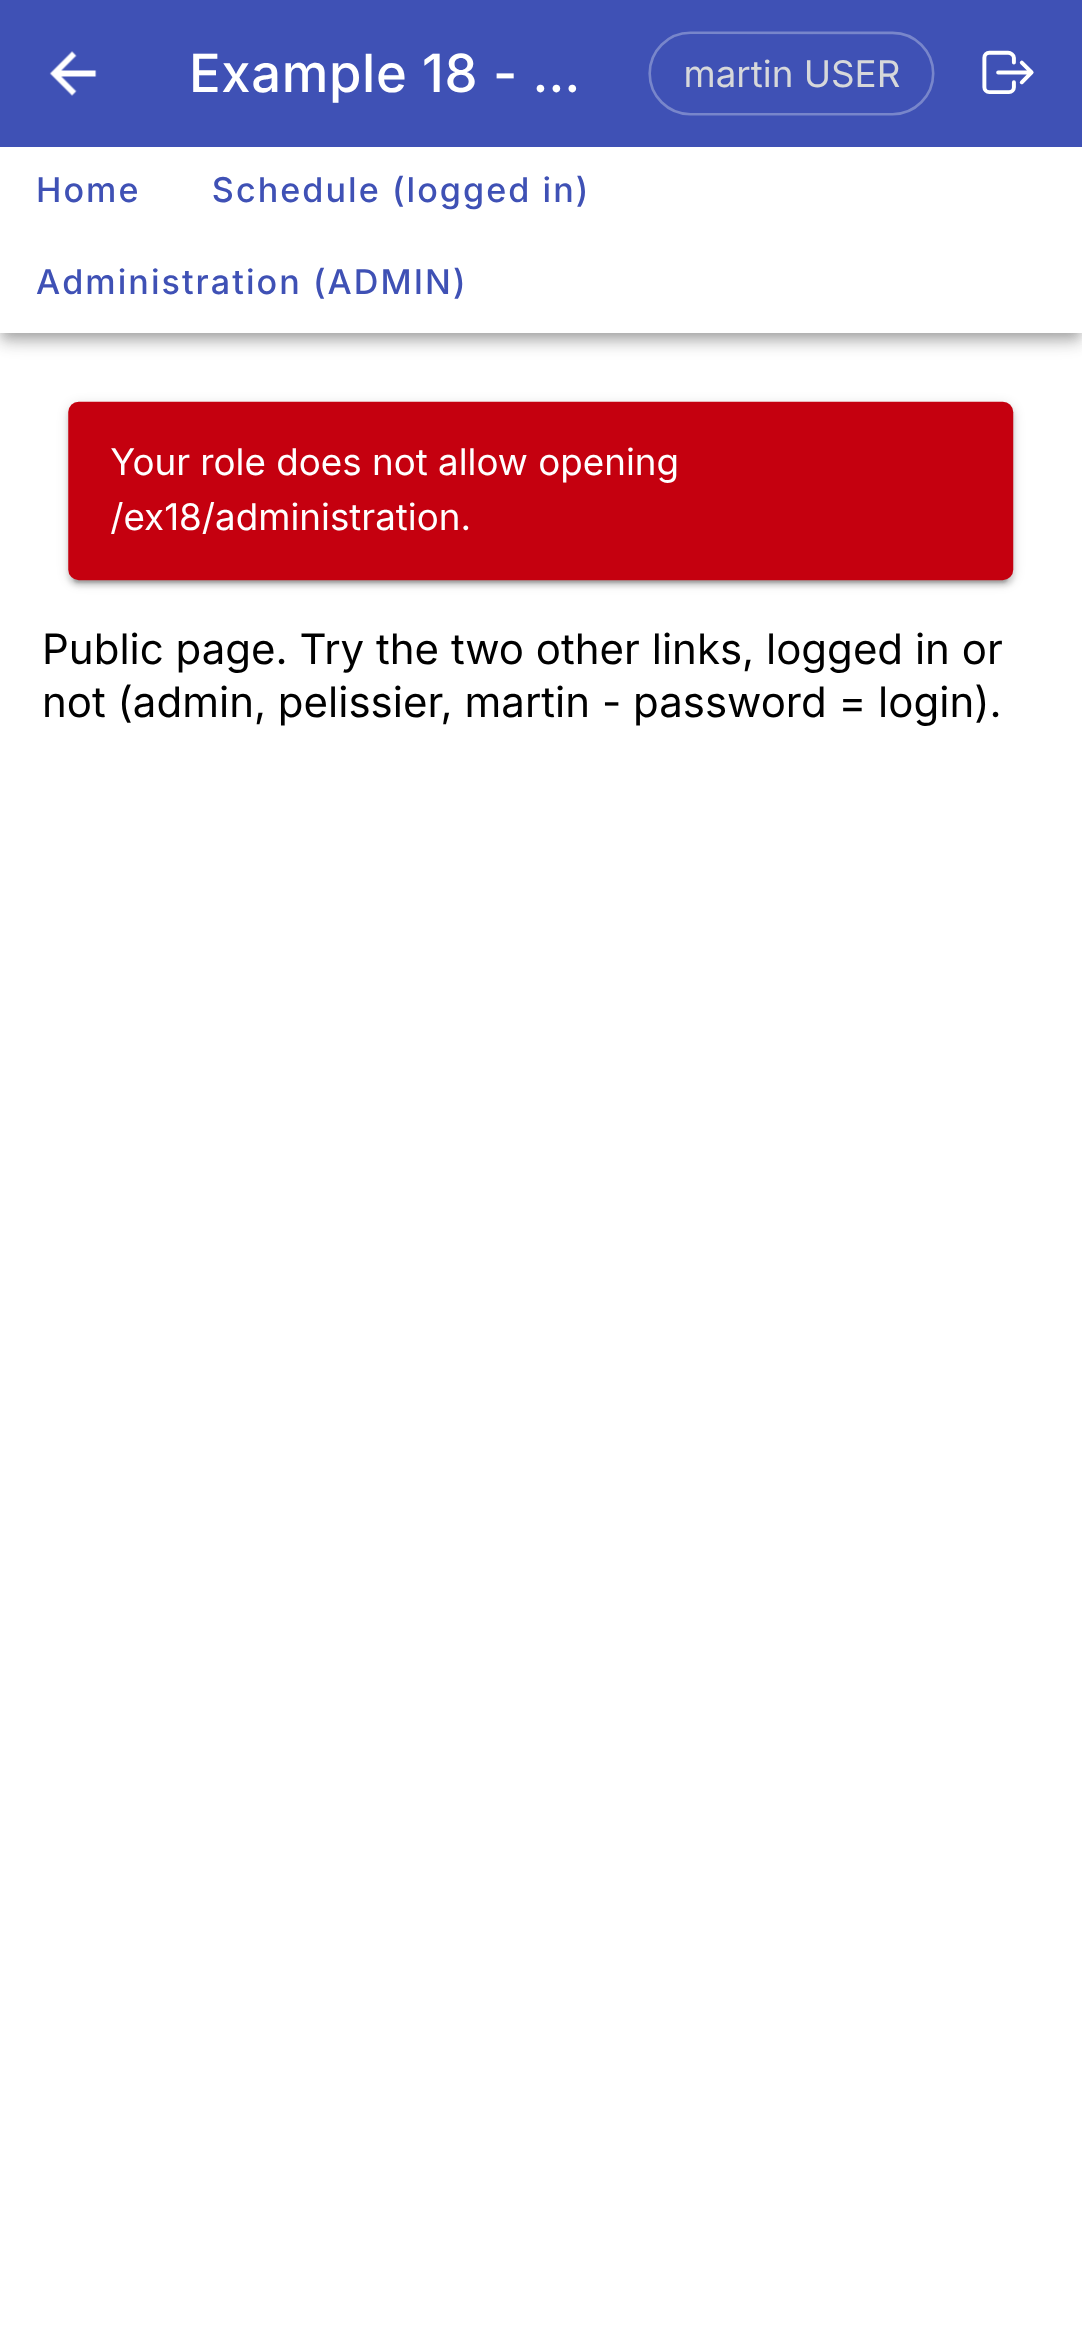 Example 18 - ...
martin USER
Home
Schedule (logged in)
Administration (ADMIN)
Your role does not allow opening
/ex18/administration.
Public page. Try the two other links, logged in or
not (admin, pelissier, martin - password = login).